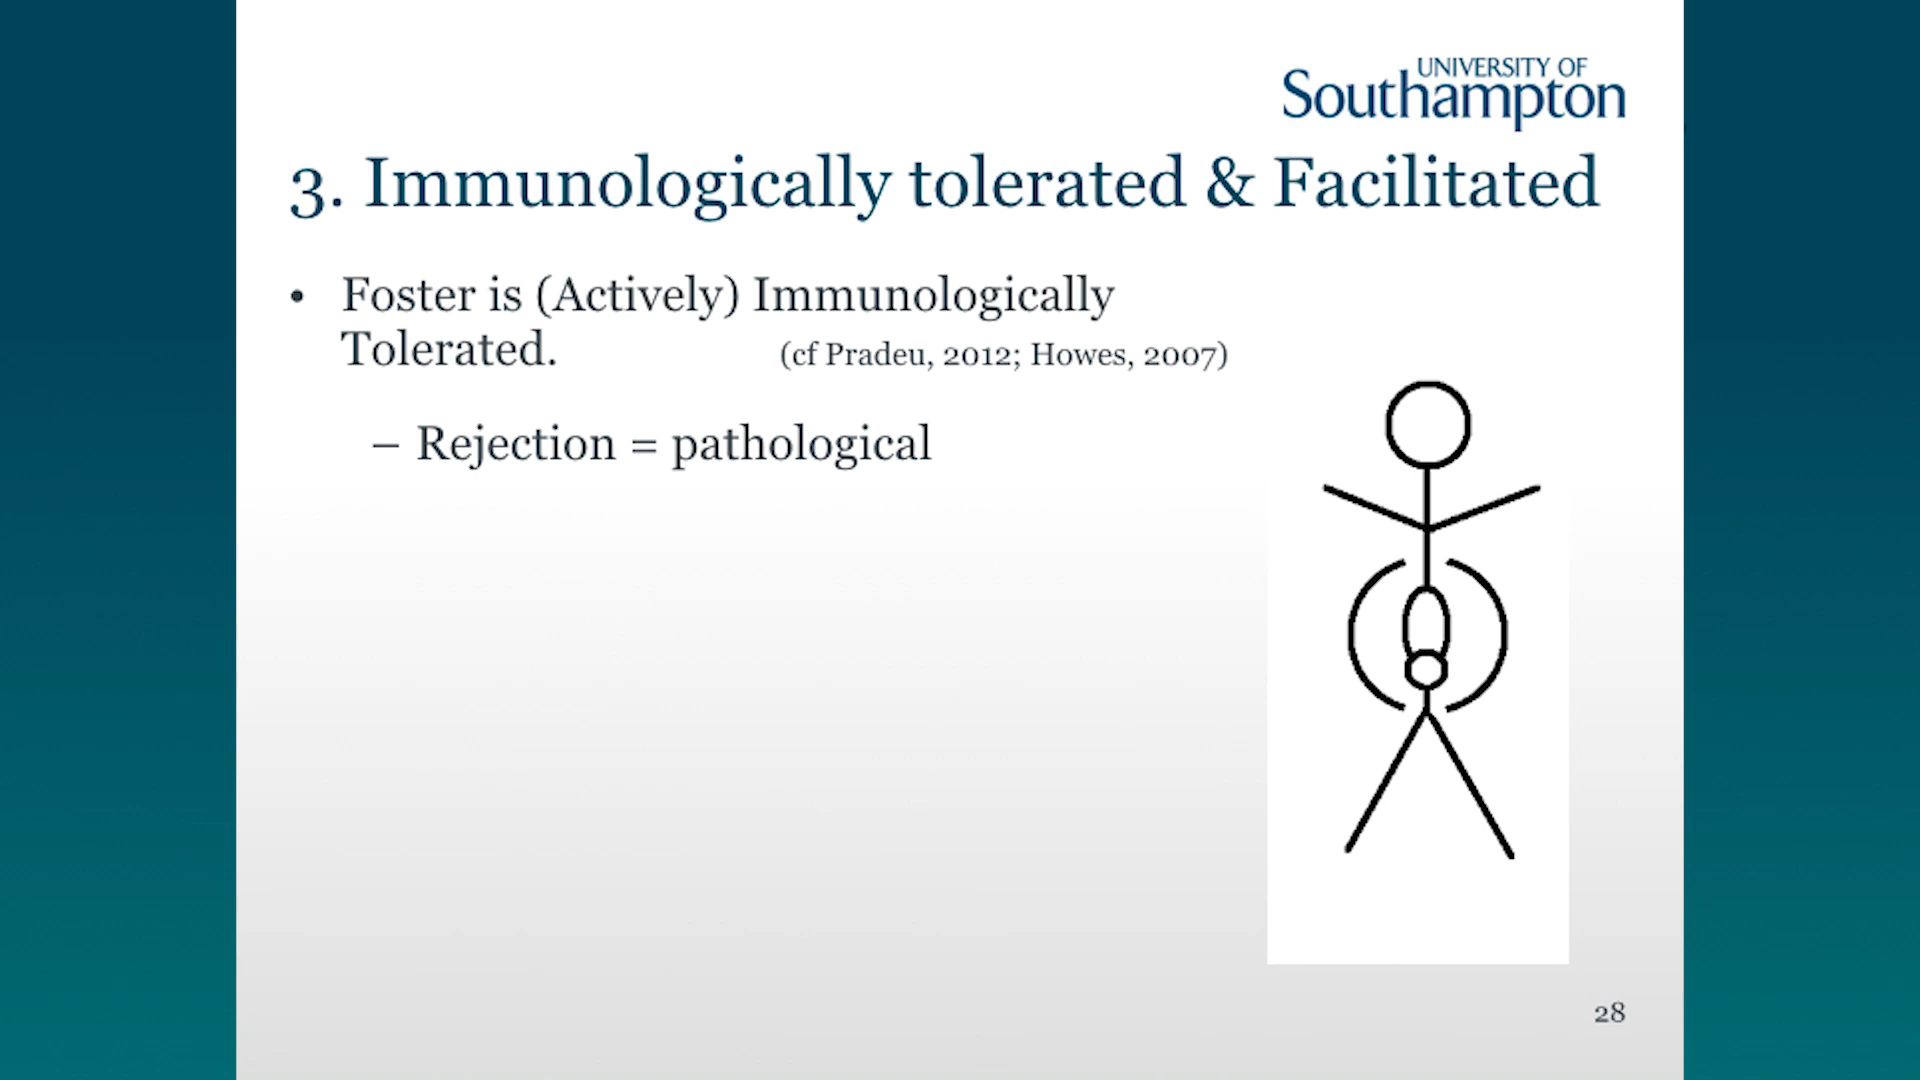 UNIVERSITY OF
Southampton
3. Immunologically tolerated & Facilitated
• Foster is (Actively) Immunologically
Tolerated. (cf Pradeu, 2012; Howes, 2007)
– Rejection = pathological
28